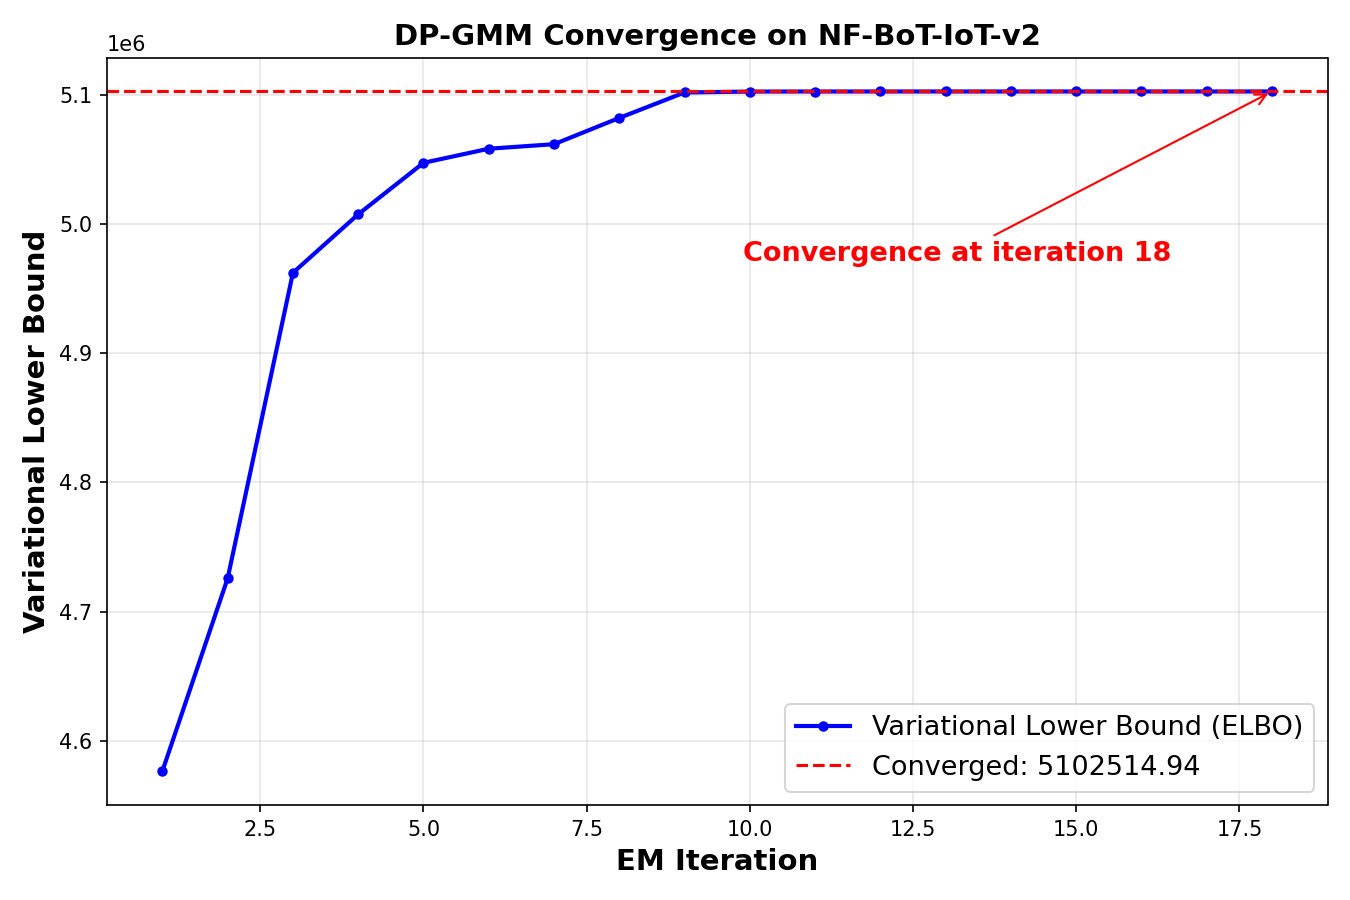 DP-GMM Convergence on NF-BoT-IoT-v2
1e6
5.1
5.0
4.9
4.8
4.7
4.6
Variational Lower Bound
Convergence at iteration 18
Variational Lower Bound (ELBO)
Converged: 5102514.94
2.5 5.0 7.5 10.0 12.5 15.0 17.5
EM Iteration